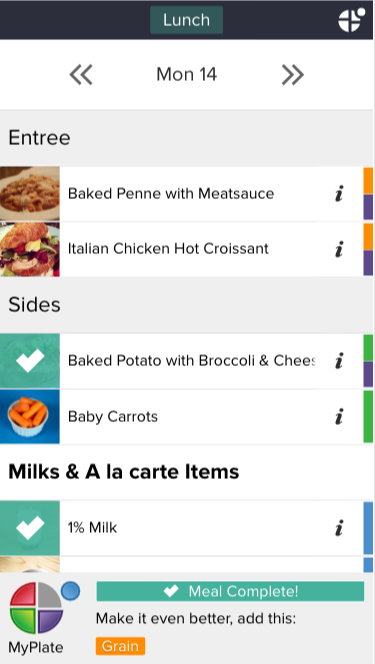 Lunch
Mon 14
Entree
Baked Penne with Meatsauce i
Italian Chicken Hot Croissant i
Sides
Baked Potato with Broccoli & Chees i
Baby Carrots i
Milks & A la carte Items
1% Milk i
Meal Complete!
Make it even better, add this:
MyPlate
Grain